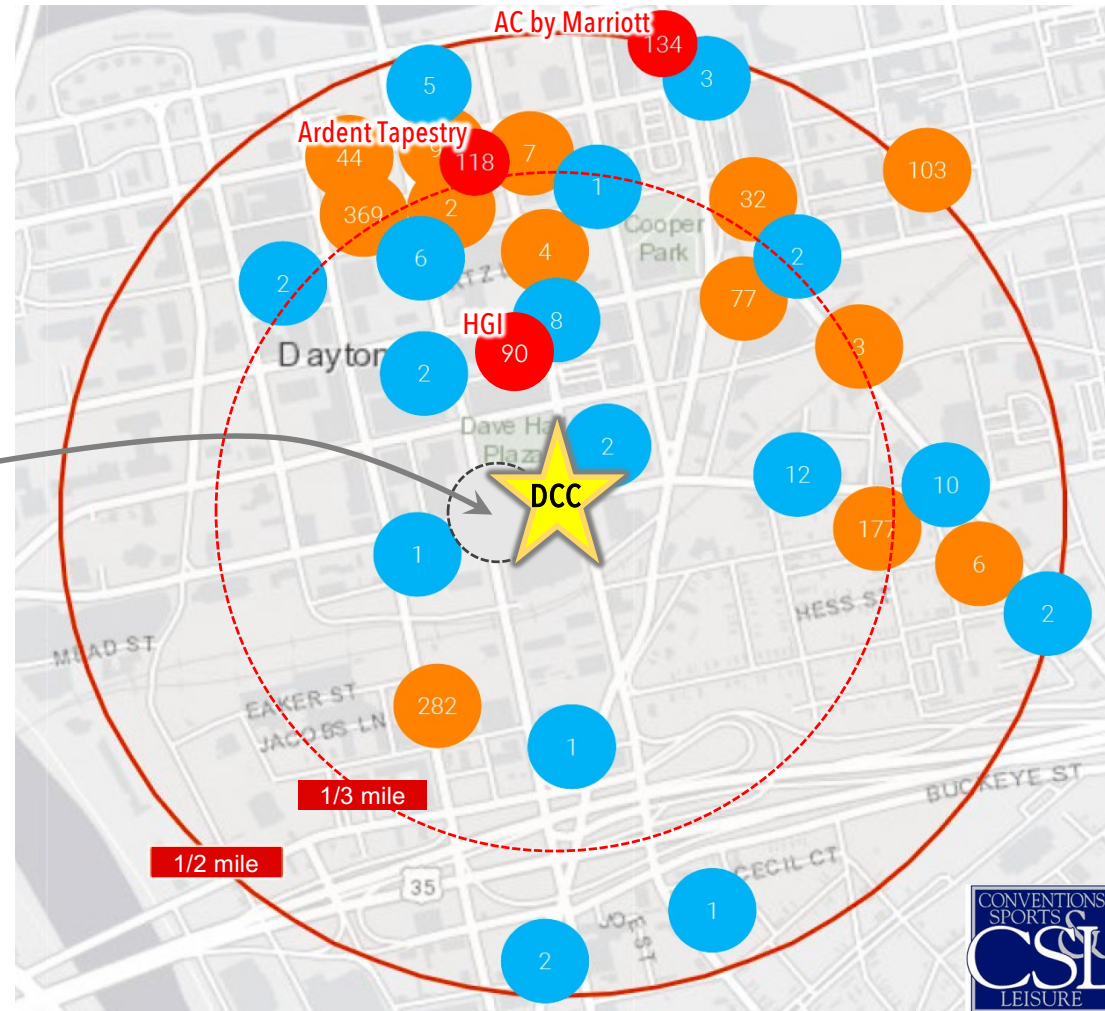 AC by Marriott
134
3
5
Ardent Tapestry
44
9
118
7
1
103
32
369
2
Cooper
Park
6
4
2
2
77
HGI
8
3
Dayton
90
2
Dave Ha
Plaza
2
DCC
12
10
177
1
6
HESS ST
2
MEAD ST
EAKER ST
JACOBS LN
282
1
1/3 mile
BUCKEYE ST
1/2 mile
CECIL CT
35
1
JOE ST
2
CONVENTIONS
SPORTS &
CSL
LEISURE